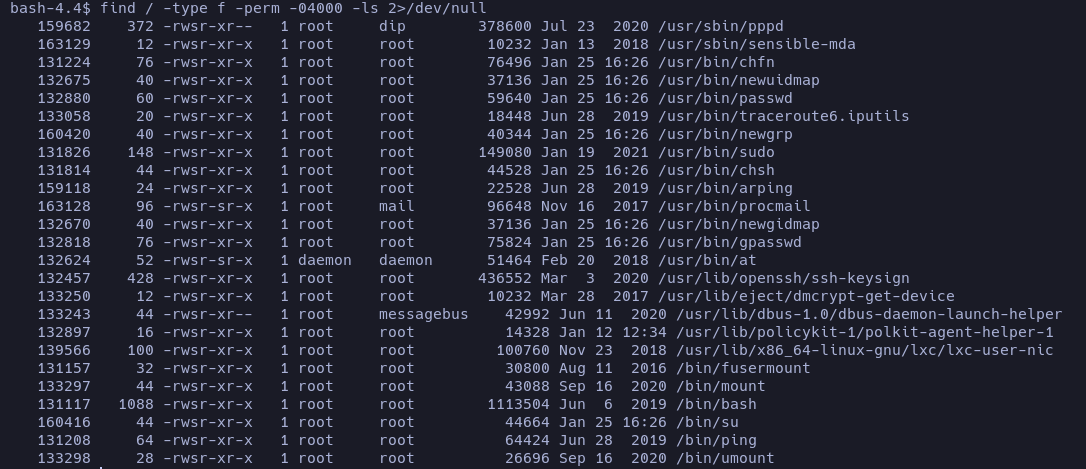 bash-4.4$ find / -type f -perm -04000 -ls 2>/dev/null
159682 372 -rwsr-xr-- 1 root dip 378600 Jul 23 2020 /usr/sbin/pppd
163129 12 -rwsr-xr-x 1 root root 10232 Jan 13 2018 /usr/sbin/sensible-mda
131224 76 -rwsr-xr-x 1 root root 76496 Jan 25 16:26 /usr/bin/chfn
132675 40 -rwsr-xr-x 1 root root 37136 Jan 25 16:26 /usr/bin/newuidmap
132880 60 -rwsr-xr-x 1 root root 59640 Jan 25 16:26 /usr/bin/passwd
133058 20 -rwsr-xr-x 1 root root 18448 Jun 28 2019 /usr/bin/traceroute6.iputils
160420 40 -rwsr-xr-x 1 root root 40344 Jan 25 16:26 /usr/bin/newgrp
131826 148 -rwsr-xr-x 1 root root 149080 Jan 19 2021 /usr/bin/sudo
131814 44 -rwsr-xr-x 1 root root 44528 Jan 25 16:26 /usr/bin/chsh
159118 24 -rwsr-xr-x 1 root root 22528 Jun 28 2019 /usr/bin/arping
163128 96 -rwsr-sr-x 1 root mail 96648 Nov 16 2017 /usr/bin/procmail
132670 40 -rwsr-xr-x 1 root root 37136 Jan 25 16:26 /usr/bin/newgidmap
132818 76 -rwsr-xr-x 1 root root 75824 Jan 25 16:26 /usr/bin/gpasswd
132624 52 -rwsr-sr-x 1 daemon daemon 51464 Feb 20 2018 /usr/bin/at
132457 428 -rwsr-xr-x 1 root root 436552 Mar 3 2020 /usr/lib/openssh/ssh-keysign
133250 12 -rwsr-xr-x 1 root root 10232 Mar 28 2017 /usr/lib/eject/dmcrypt-get-device
133243 44 -rwsr-xr-- 1 root messagebus 42992 Jun 11 2020 /usr/lib/dbus-1.0/dbus-daemon-launch-helper
132897 16 -rwsr-xr-x 1 root root 14328 Jan 12 12:34 /usr/lib/policykit-1/polkit-agent-helper-1
139566 100 -rwsr-xr-x 1 root root 100760 Nov 23 2018 /usr/lib/x86_64-linux-gnu/lxc/lxc-user-nic
131157 32 -rwsr-xr-x 1 root root 30800 Aug 11 2016 /bin/fusermount
133297 44 -rwsr-xr-x 1 root root 43088 Sep 16 2020 /bin/mount
131117 1088 -rwsr-xr-x 1 root root 1113504 Jun 6 2019 /bin/bash
160416 44 -rwsr-xr-x 1 root root 44664 Jan 25 16:26 /bin/su
131208 64 -rwsr-xr-x 1 root root 64424 Jun 28 2019 /bin/ping
133298 28 -rwsr-xr-x 1 root root 26696 Sep 16 2020 /bin/umount